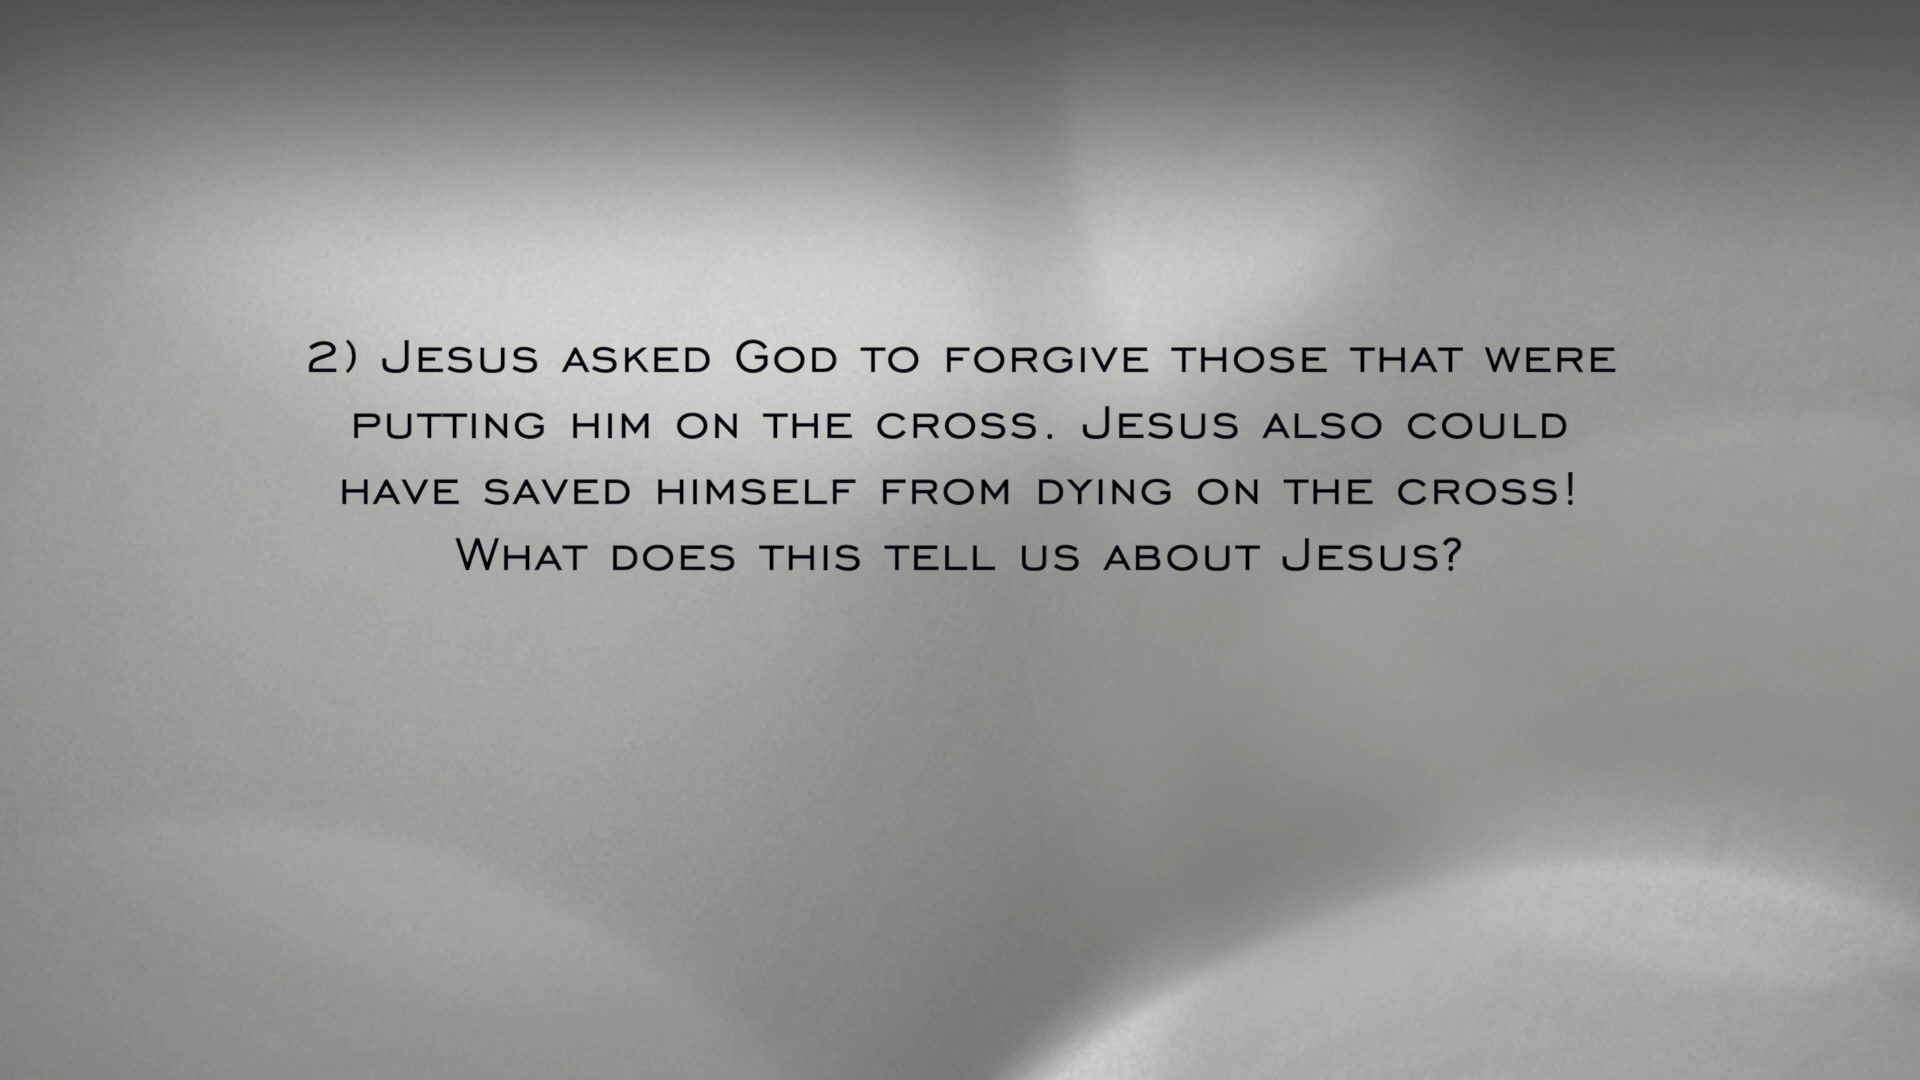 2) Jesus asked God to forgive those that were
putting him on the cross. Jesus also could
have saved himself from dying on the cross!
What does this tell us about Jesus?